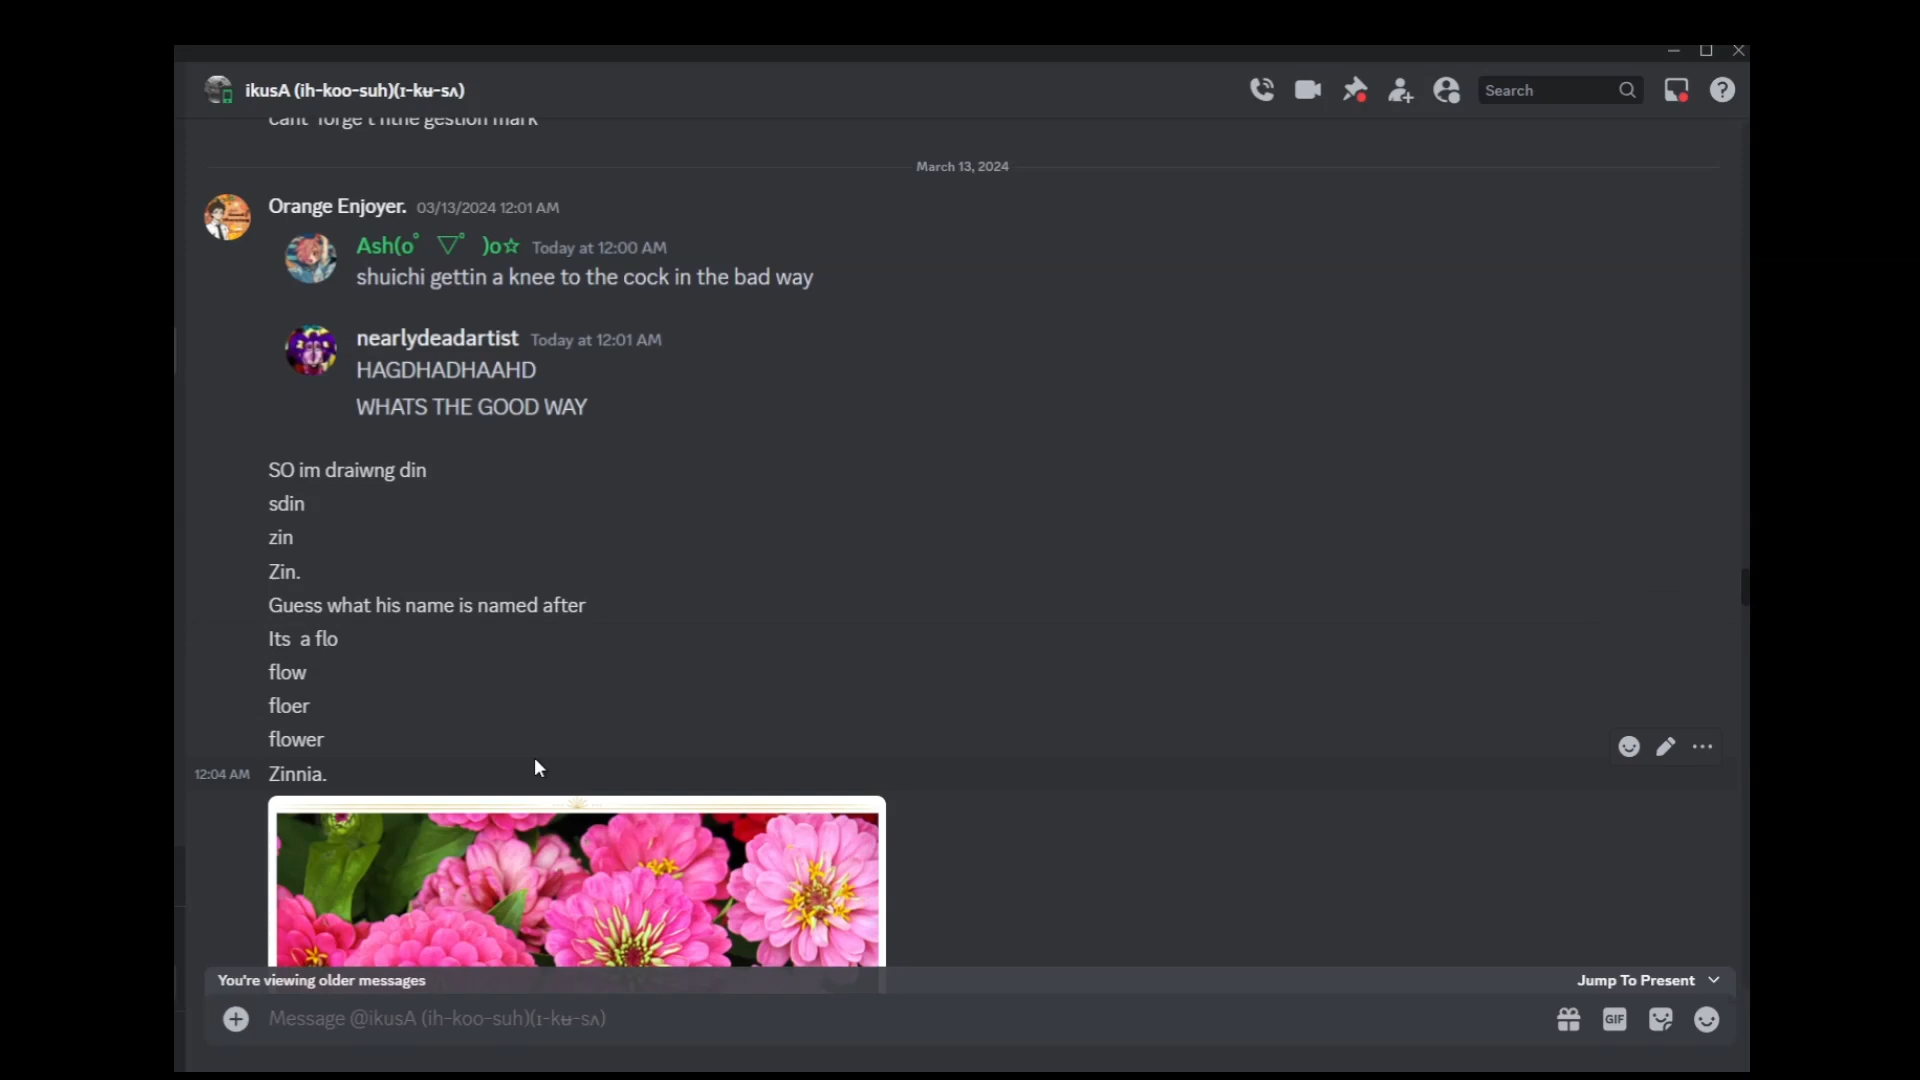 ikusA (ih-koo-suh)(ɪ-kʉ-sʌ)
Search
March 13, 2024
Orange Enjoyer. 03/13/2024 12:01 AM
Ash(o゜▽゜)o☆ Today at 12:00 AM
shuichi gettin a knee to the cock in the bad way
nearlydeadartist Today at 12:01 AM
HAGDHADHAAHD
WHATS THE GOOD WAY
SO im draiwng din
sdin
zin
Zin.
Guess what his name is named after
Its a flo
flow
floer
flower
12:04 AM Zinnia.
You're viewing older messages
Jump To Present
Message @ikusA (ih-koo-suh)(ɪ-kʉ-sʌ)
GIF